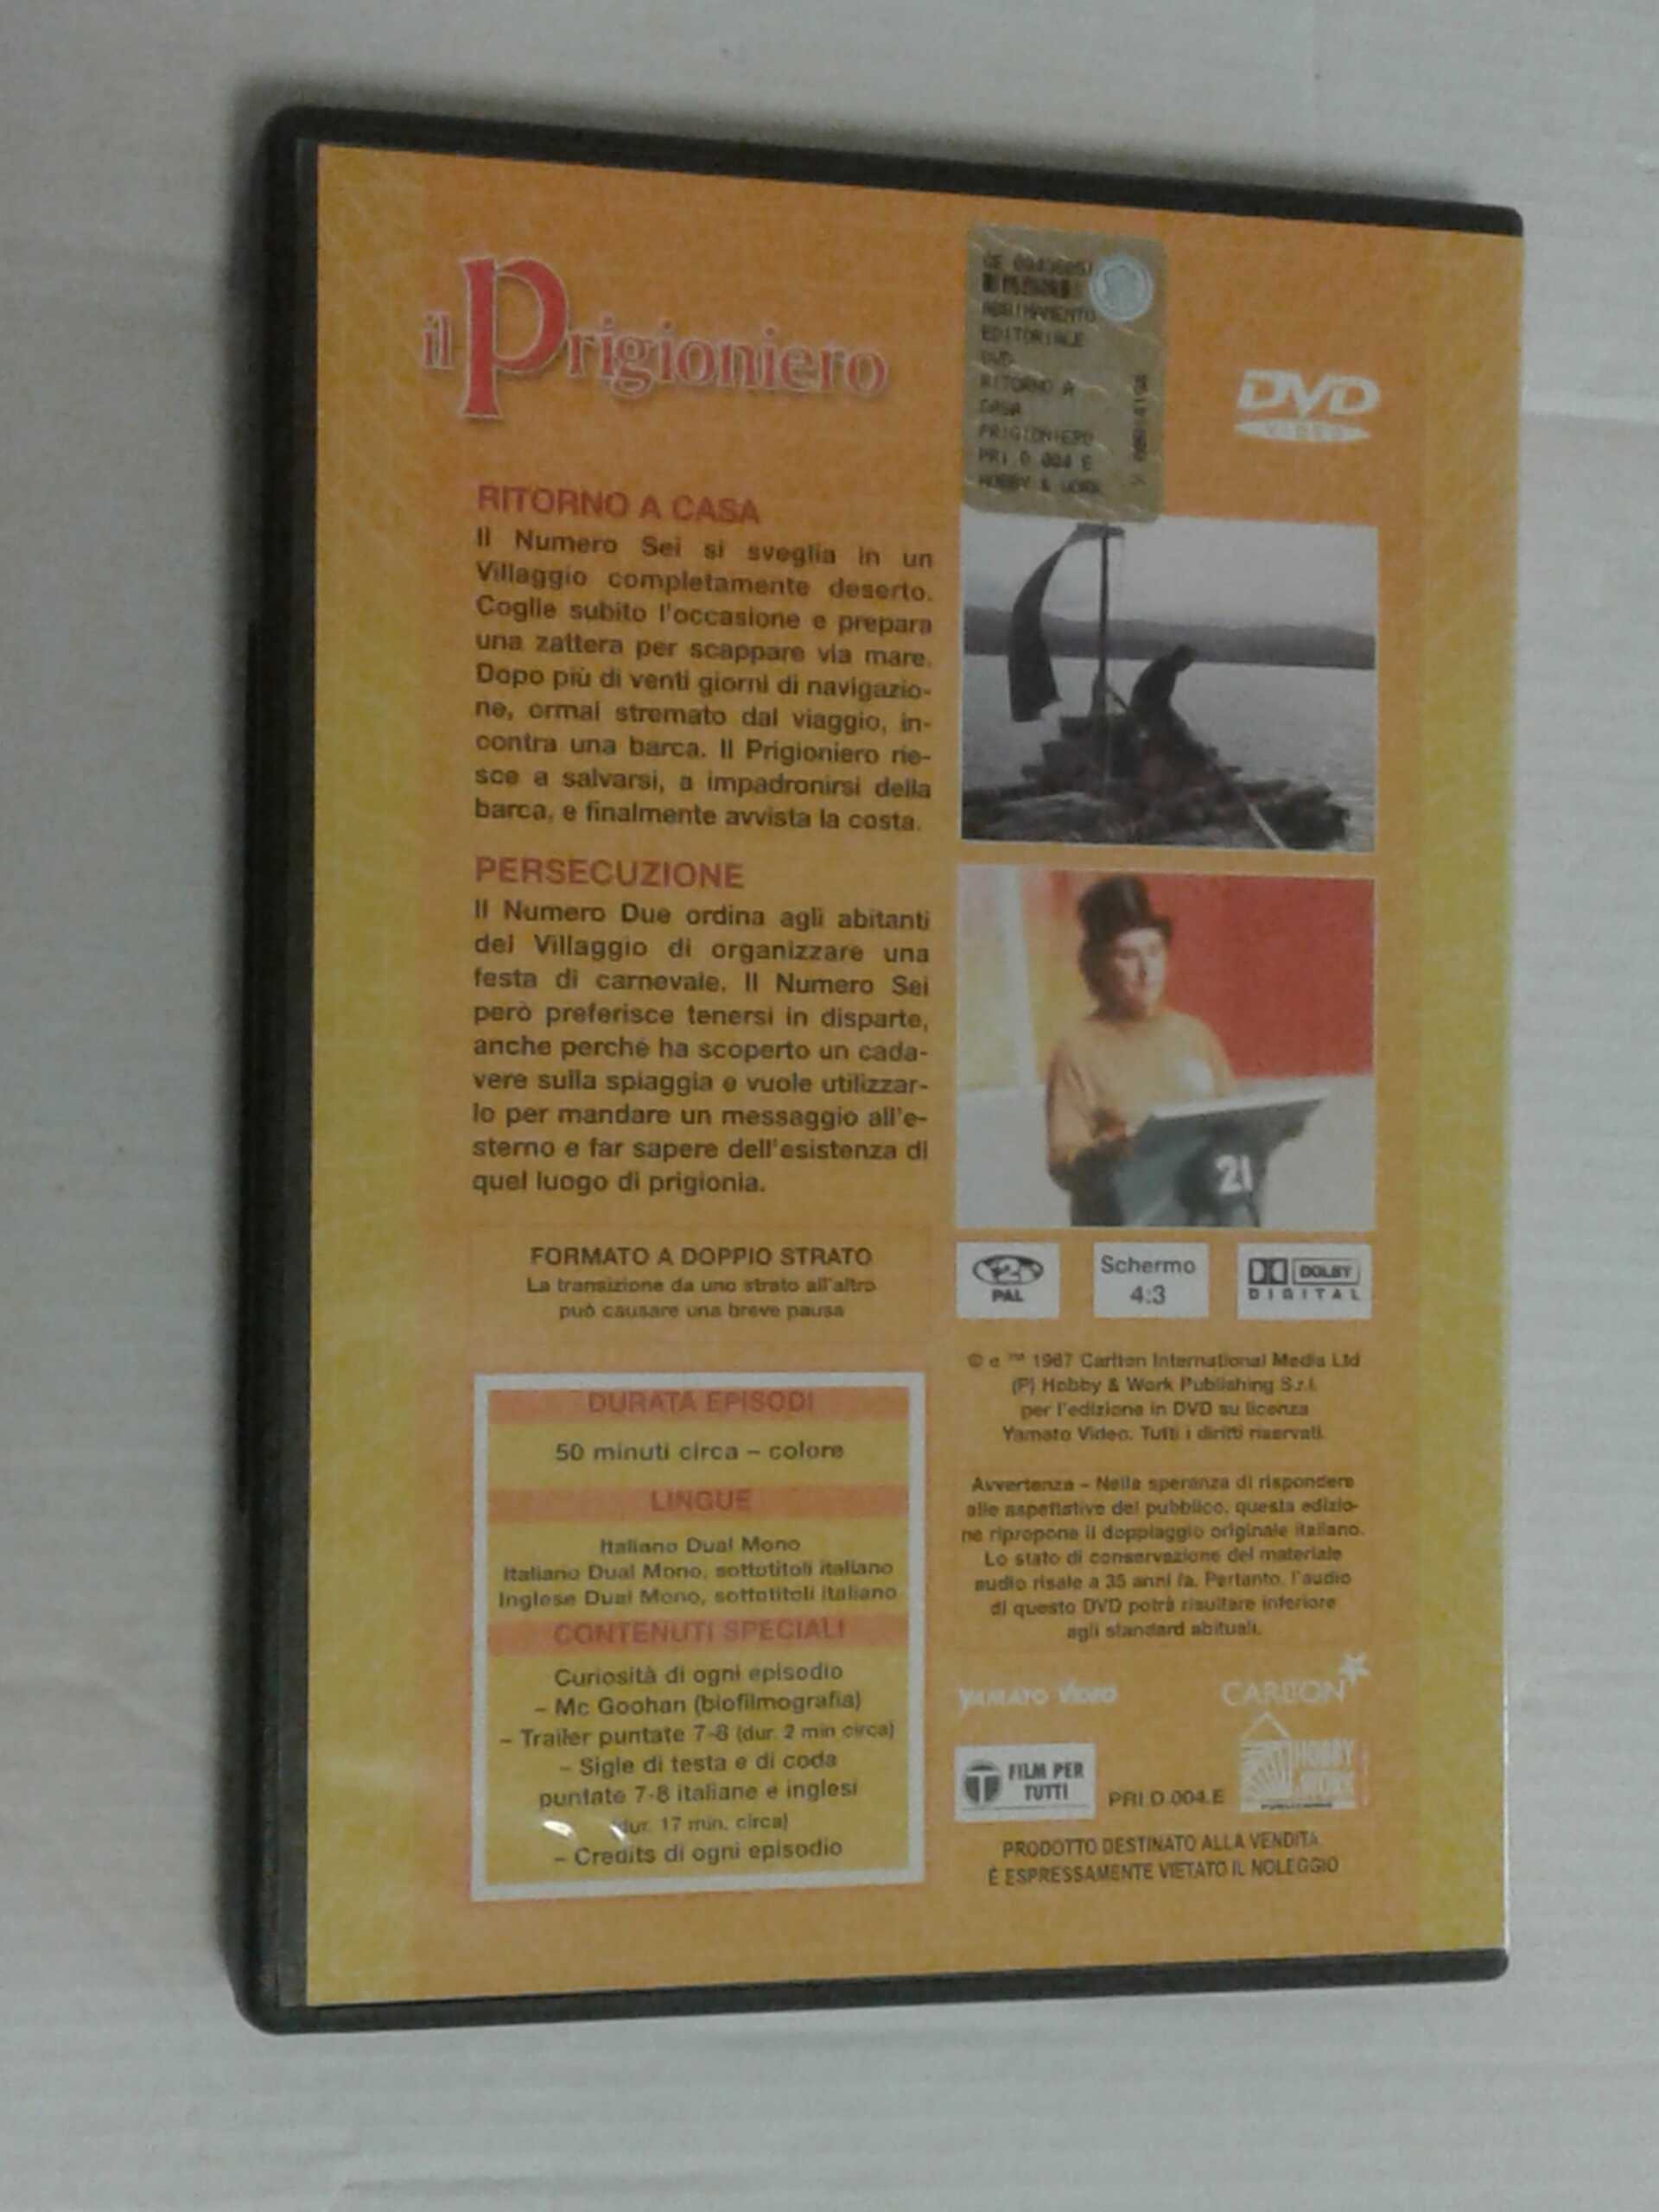 il Prigioniero
ABBINAMENTO
EDITORIALE
DVD
RITORNO A
CASA
PRIGIONIERO
PRI D 004 E
HOBBY & WORK
DVD
VIDEO
RITORNO A CASA
Il Numero Sei si sveglia in un
Villaggio completamente deserto.
Coglie subito l'occasione e prepara
una zattera per scappare via mare.
Dopo più di venti giorni di navigazio-
ne, ormai stremato dal viaggio, in-
contra una barca. Il Prigioniero rie-
sce a salvarsi, a impadronirsi della
barca, e finalmente avvista la costa.
PERSECUZIONE
Il Numero Due ordina agli abitanti
del Villaggio di organizzare una
festa di carnevale. Il Numero Sei
però preferisce tenersi in disparte,
anche perché ha scoperto un cada-
vere sulla spiaggia e vuole utilizzar-
lo per mandare un messaggio all'e-
sterno e far sapere dell'esistenza di
quel luogo di prigionia.
21
FORMATO A DOPPIO STRATO
La transizione da uno strato all'altro
può causare una breve pausa
DURATA EPISODI
50 minuti circa – colore
LINGUE
Italiano Dual Mono
Italiano Dual Mono, sottotitoli italiano
Inglese Dual Mono, sottotitoli italiano
CONTENUTI SPECIALI
Curiosità di ogni episodio
– Mc Goohan (biofilmografia)
– Trailer puntate 7-8 (dur. 2 min circa)
– Sigle di testa e di coda
puntate 7-8 italiane e inglesi
(dur. 17 min. circa)
– Credits di ogni episodio
2
PAL
Schermo
4:3
DOLBY
DIGITAL
© e ™ 1967 Carlton International Media Ltd
(P) Hobby & Work Publishing S.r.l.
per l'edizione in DVD su licenza
Yamato Video. Tutti i diritti riservati.
Avvertenza – Nella speranza di rispondere
alle aspettative del pubblico, questa edizio-
ne ripropone il doppiaggio originale italiano.
Lo stato di conservazione del materiale
audio risale a 35 anni fa. Pertanto, l'audio
di questo DVD potrà risultare inferiore
agli standard abituali.
YAMATO VIDEO
CARLTON
FILM PER
TUTTI
PRI.D.004.E
HOBBY
& WORK
PUBLISHING
PRODOTTO DESTINATO ALLA VENDITA
È ESPRESSAMENTE VIETATO IL NOLEGGIO